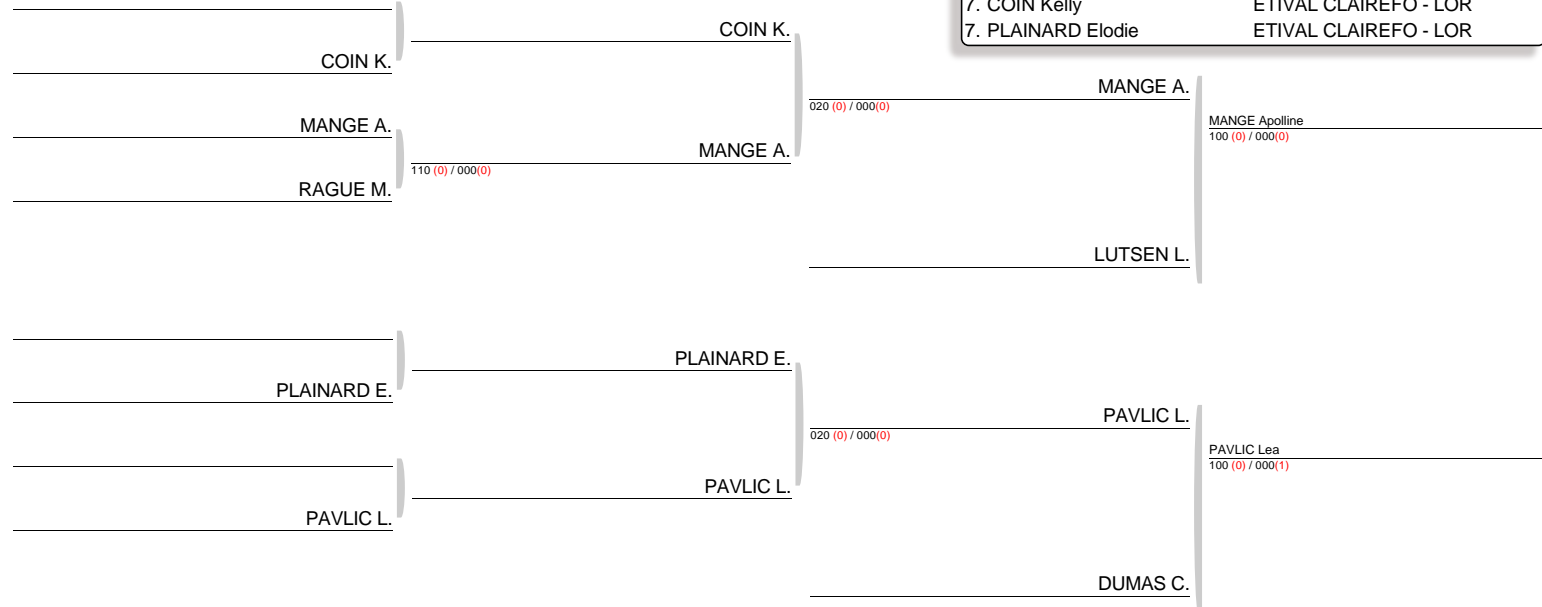 7. COIN Kelly ETIVAL CLAIREFO - LOR
7. PLAINARD Elodie ETIVAL CLAIREFO - LOR
COIN K.
COIN K.
MANGE A.
020 (0) / 000(0)
MANGE A.
MANGE Apolline
100 (0) / 000(0)
MANGE A.
110 (0) / 000(0)
RAGUE M.
LUTSEN L.
PLAINARD E.
PLAINARD E.
PAVLIC L.
020 (0) / 000(0)
PAVLIC Lea
100 (0) / 000(1)
PAVLIC L.
PAVLIC L.
DUMAS C.